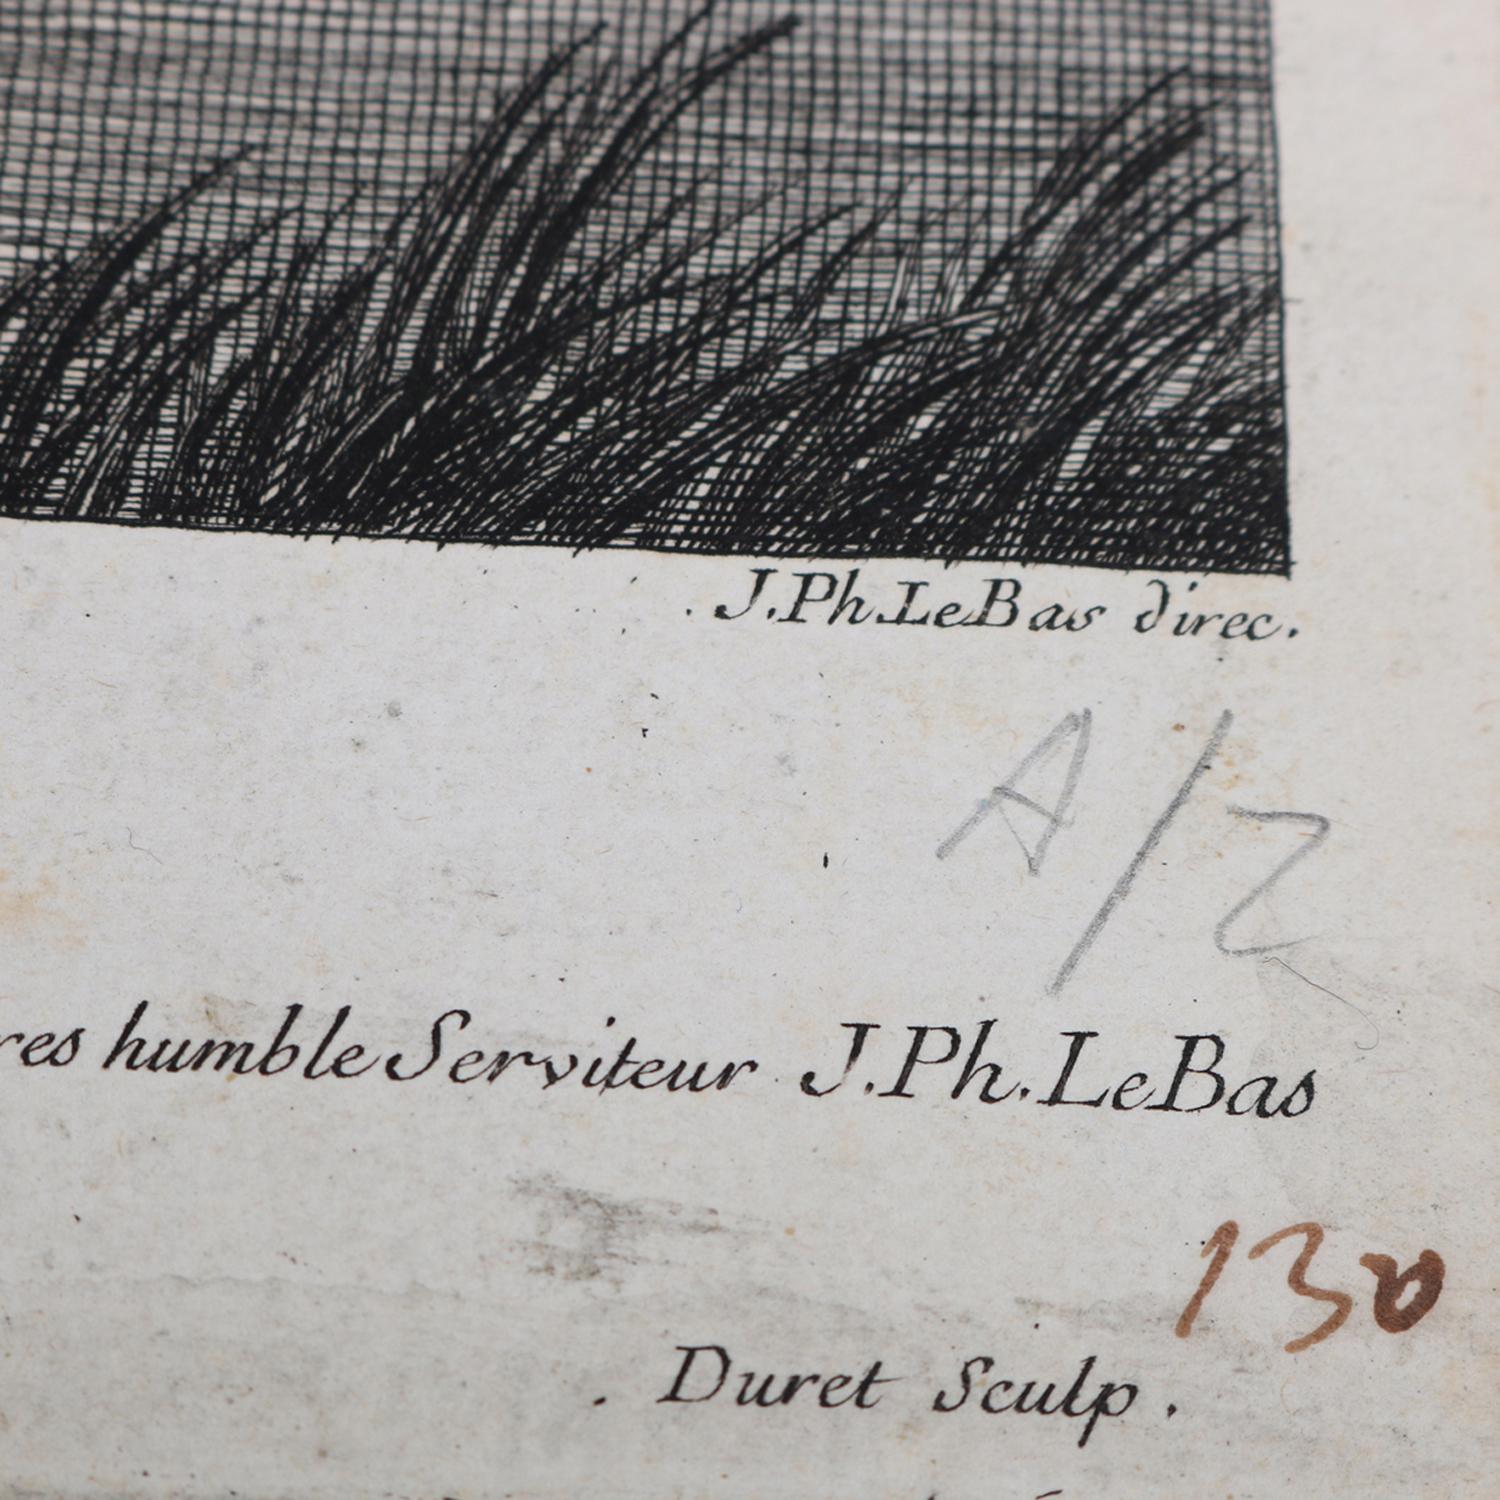 . J.Ph.LeBas direc.
A/2
res humble Serviteur J.Ph.LeBas
130
. Duret Sculp.